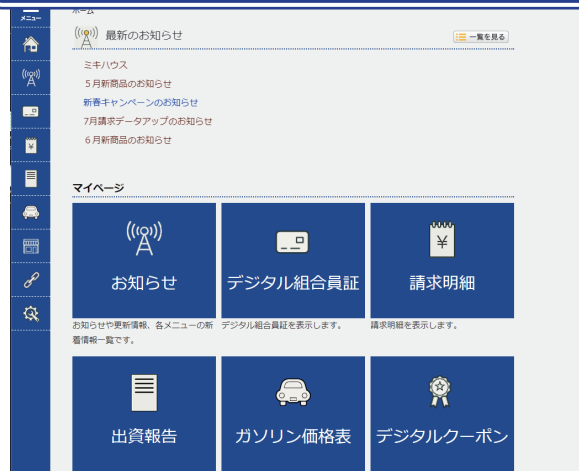 メニュー
ホーム
最新のお知らせ
一覧を見る
ミキハウス
５月新商品のお知らせ
新春キャンペーンのお知らせ
7月請求データアップのお知らせ
６月新商品のお知らせ
マイページ
お知らせ
デジタル組合員証
請求明細
お知らせや更新情報、各メニューの新
着情報一覧です。
デジタル組合員証を表示します。
請求明細を表示します。
出資報告
ガソリン価格表
デジタルクーポン